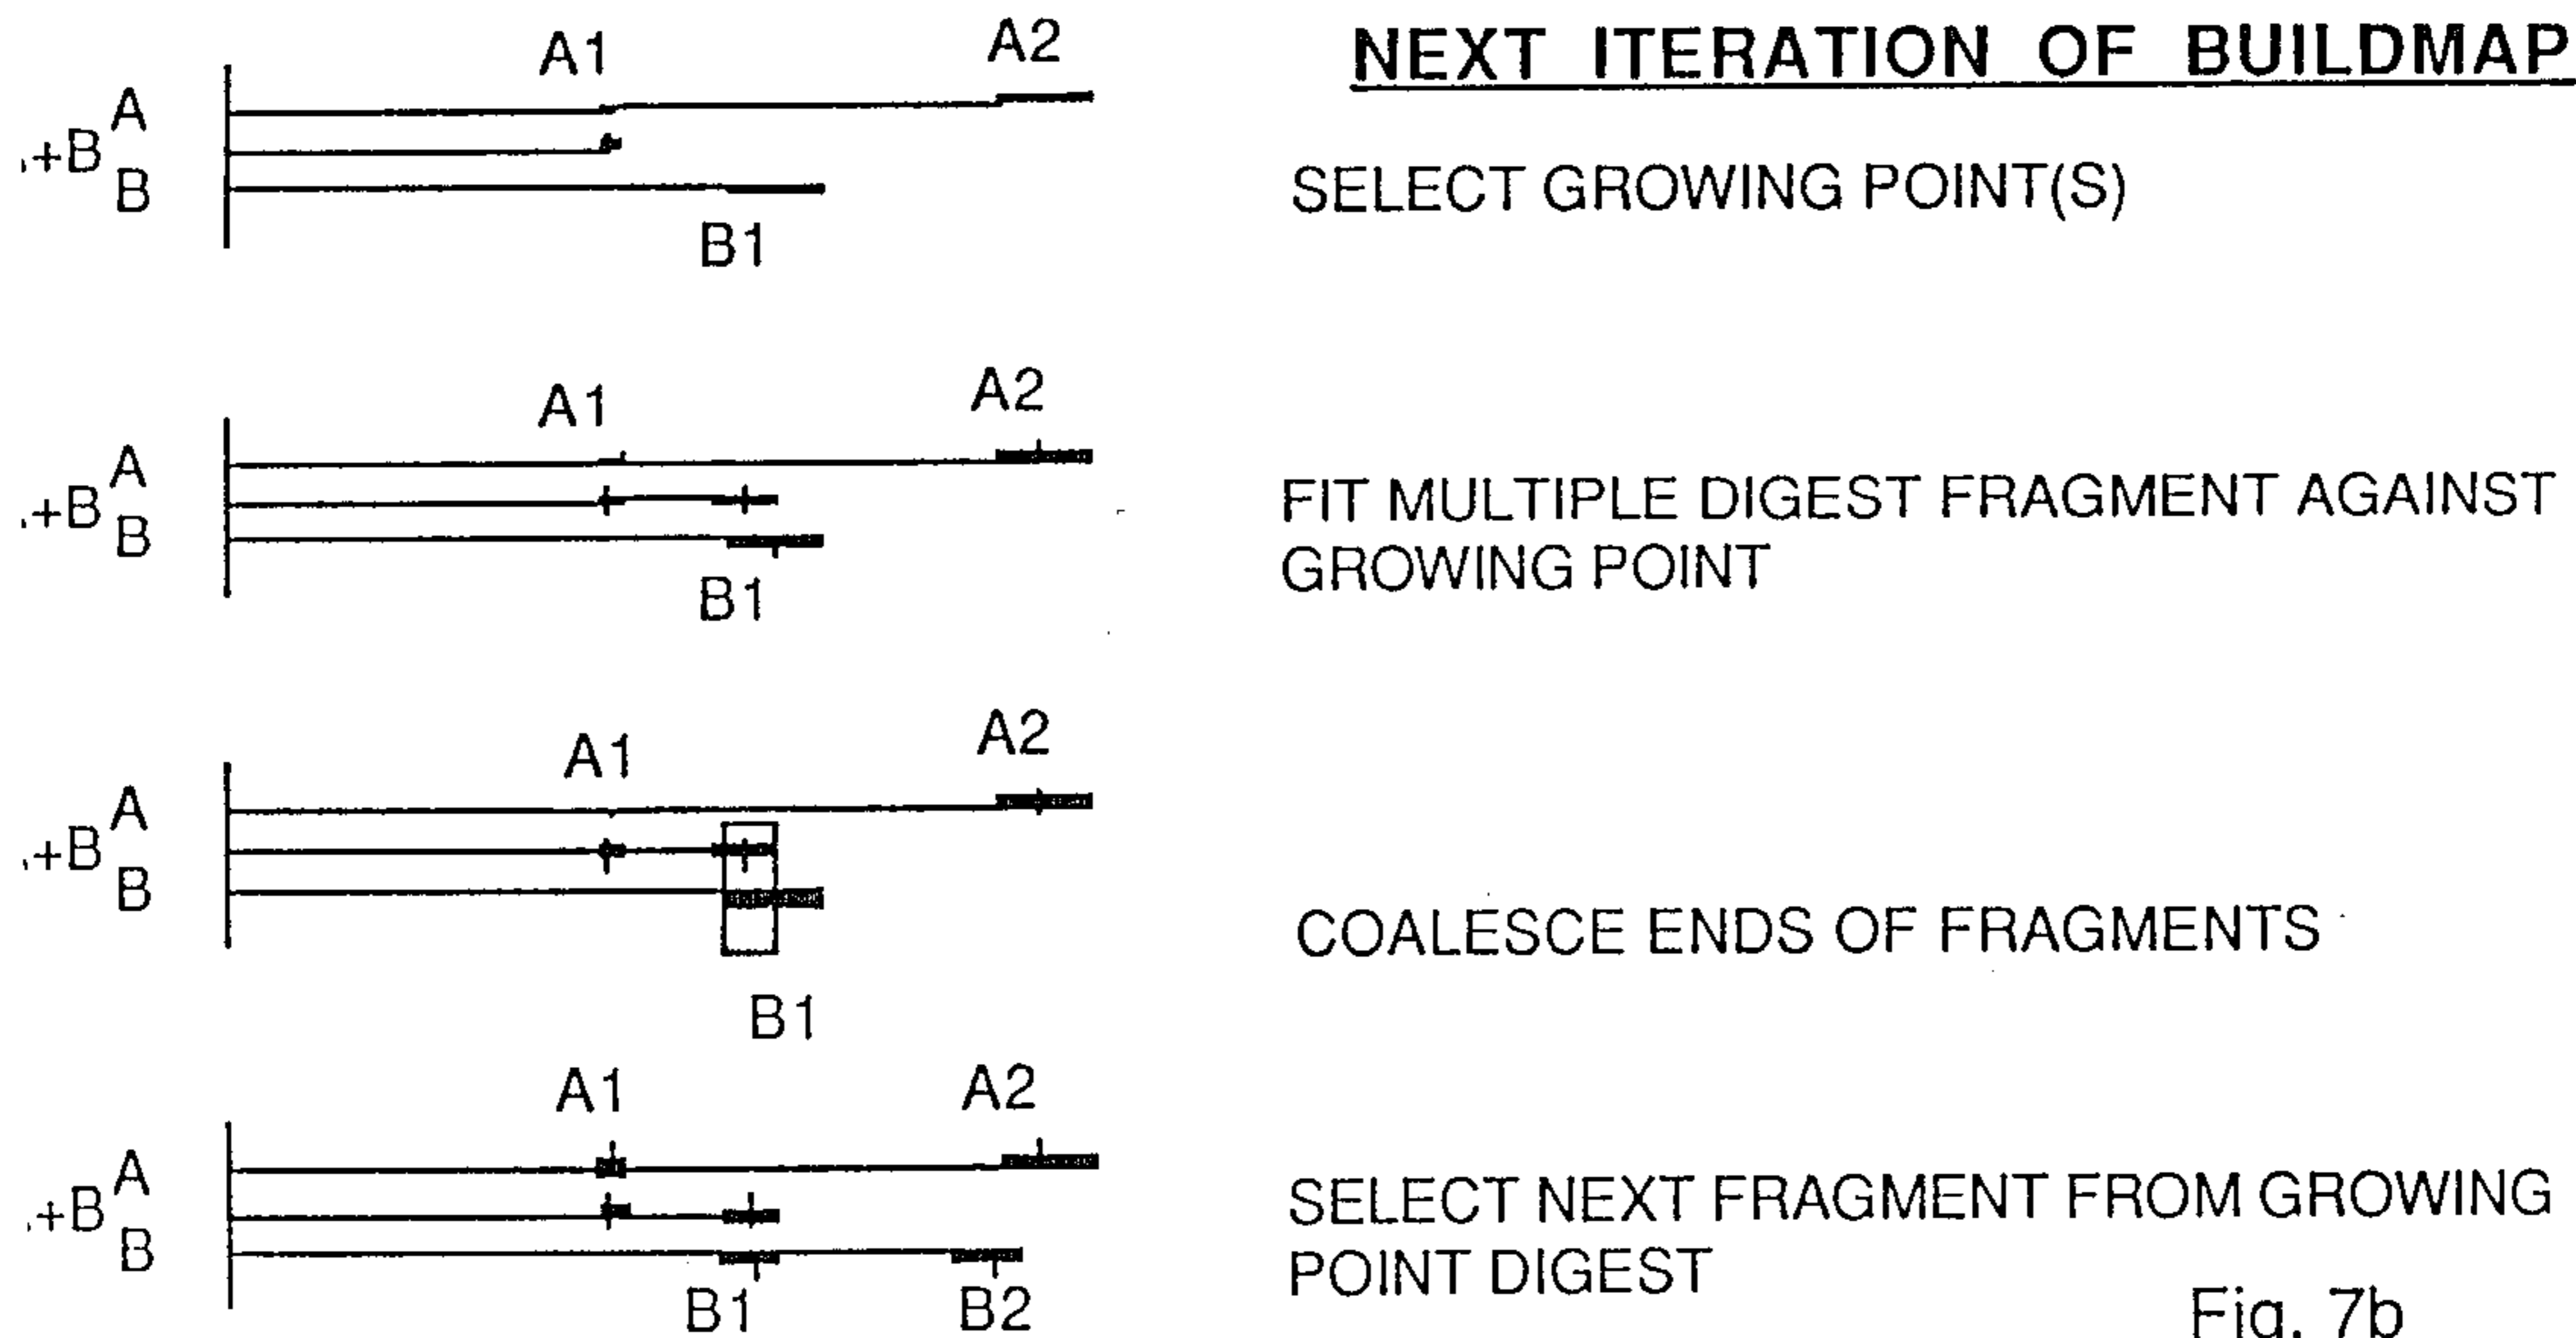 NEXT ITERATION OF BUILDMAP
A1 A2
A
+B
B
B1
SELECT GROWING POINT(S)
A1 A2
A
+B
B
B1
FIT MULTIPLE DIGEST FRAGMENT AGAINST
GROWING POINT
A1 A2
A
+B
B
B1
COALESCE ENDS OF FRAGMENTS
A1 A2
A
+B
B
B1 B2
SELECT NEXT FRAGMENT FROM GROWING
POINT DIGEST
Fig. 7b